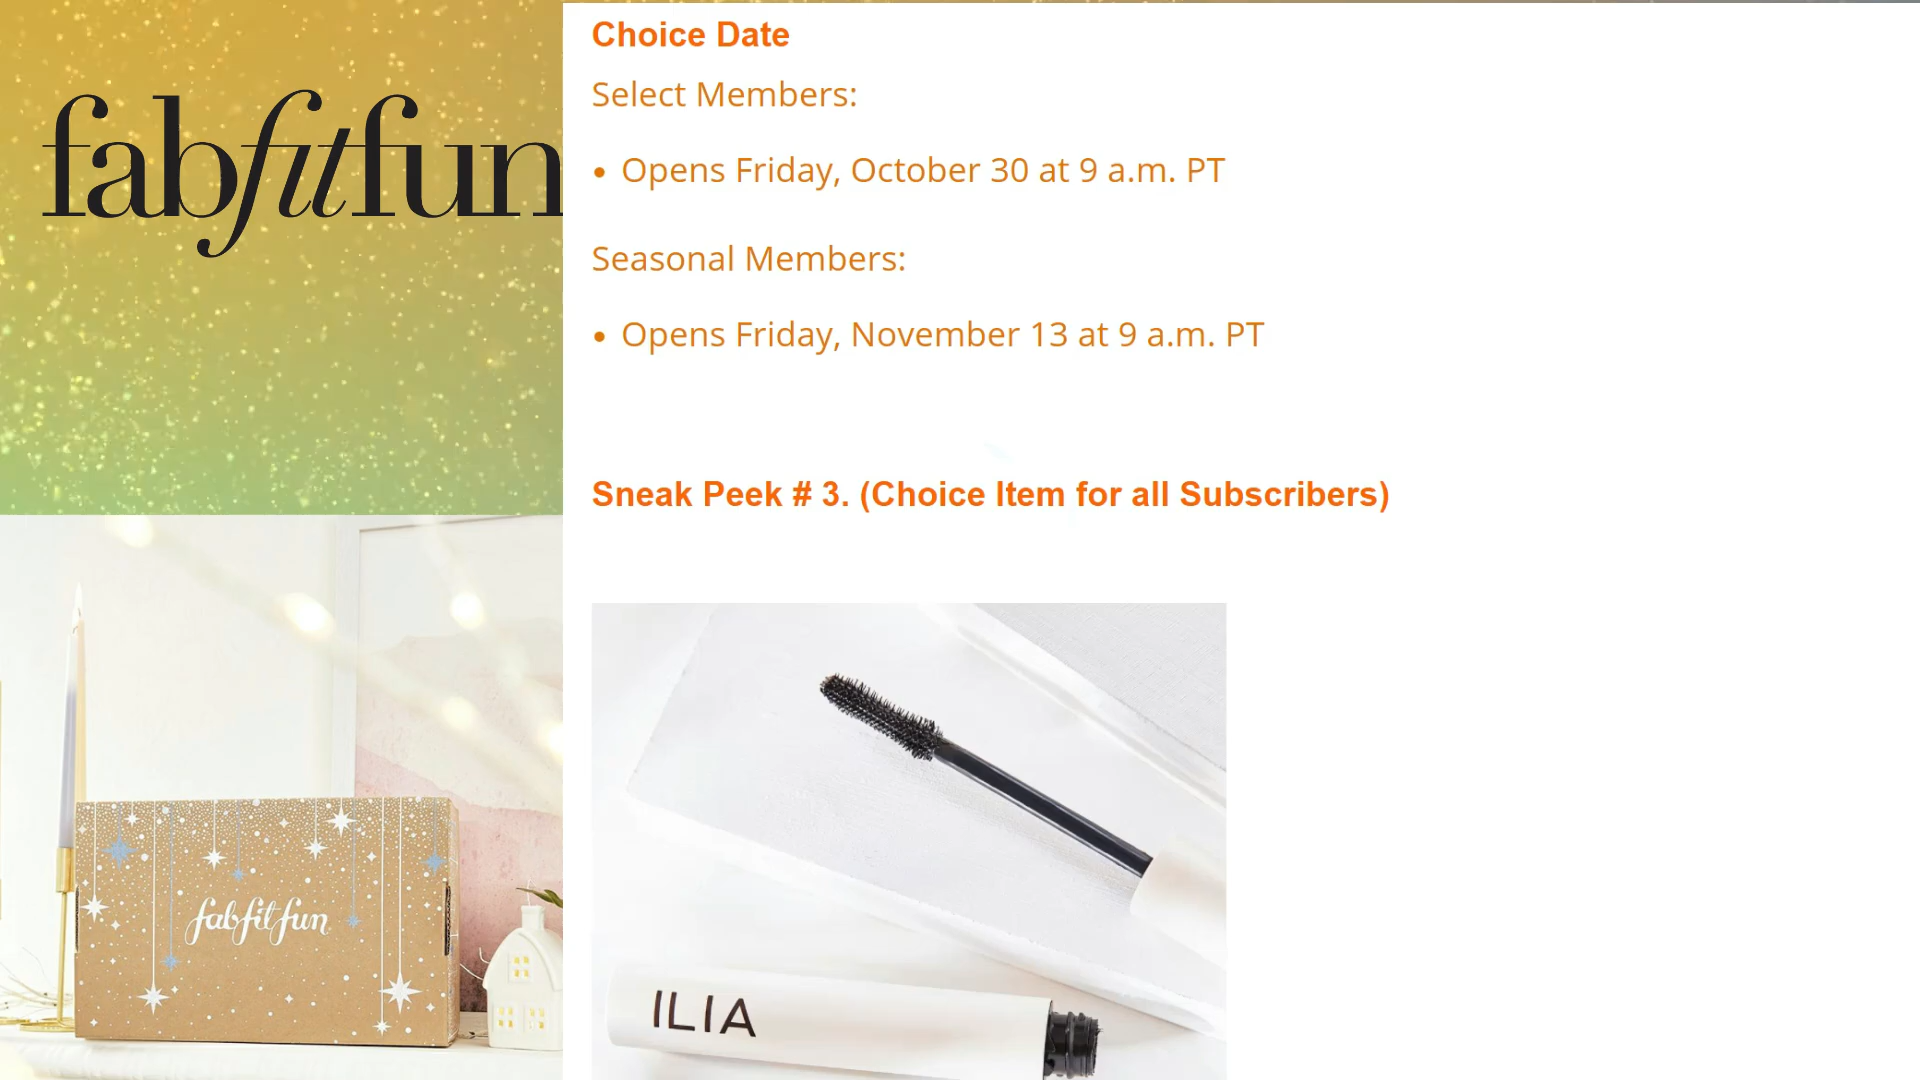 fabfitfun
Choice Date
Select Members:
• Opens Friday, October 30 at 9 a.m. PT
Seasonal Members:
• Opens Friday, November 13 at 9 a.m. PT
Sneak Peek # 3. (Choice Item for all Subscribers)
fabfitfun
ILIA